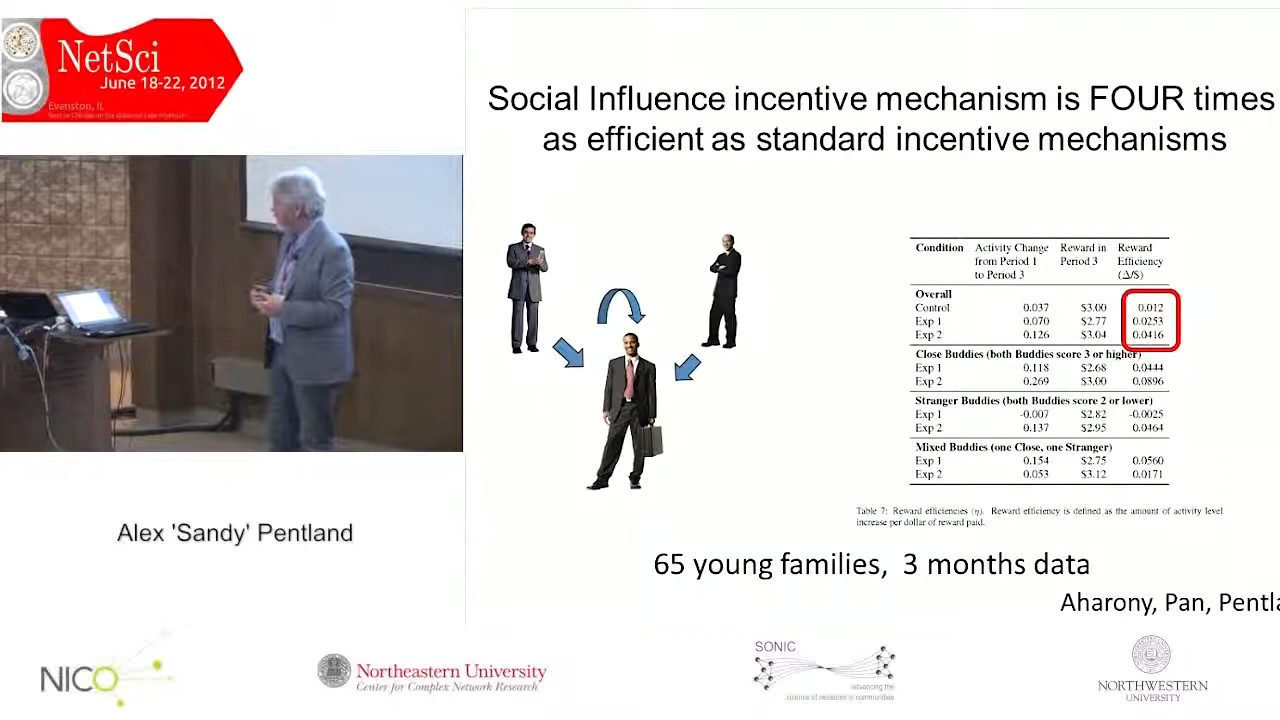 NetSci
June 18-22, 2012
Evanston, IL
Social Influence incentive mechanism is FOUR times
as efficient as standard incentive mechanisms
Condition Activity Change Reward in Reward
from Period 1 Period 3 Efficiency
to Period 3 (Δ/$)
Overall
Control 0.037 $3.00 0.012
Exp 1 0.070 $2.77 0.0253
Exp 2 0.126 $3.04 0.0416
Close Buddies (both Buddies score 3 or higher)
Exp 1 0.118 $2.68 0.0444
Exp 2 0.269 $3.00 0.0896
Stranger Buddies (both Buddies score 2 or lower)
Exp 1 -0.007 $2.82 -0.0025
Exp 2 0.137 $2.95 0.0464
Mixed Buddies (one Close, one Stranger)
Exp 1 0.154 $2.75 0.0560
Exp 2 0.053 $3.12 0.0171
Table 7: Reward efficiencies (η). Reward efficiency is defined as the amount of activity level
increase per dollar of reward paid.
Alex 'Sandy' Pentland
65 young families, 3 months data
Aharony, Pan, Pentla
NICO
Northeastern University
Center for Complex Network Research
SONIC
advancing the
science of networks in communities
NORTHWESTERN
UNIVERSITY